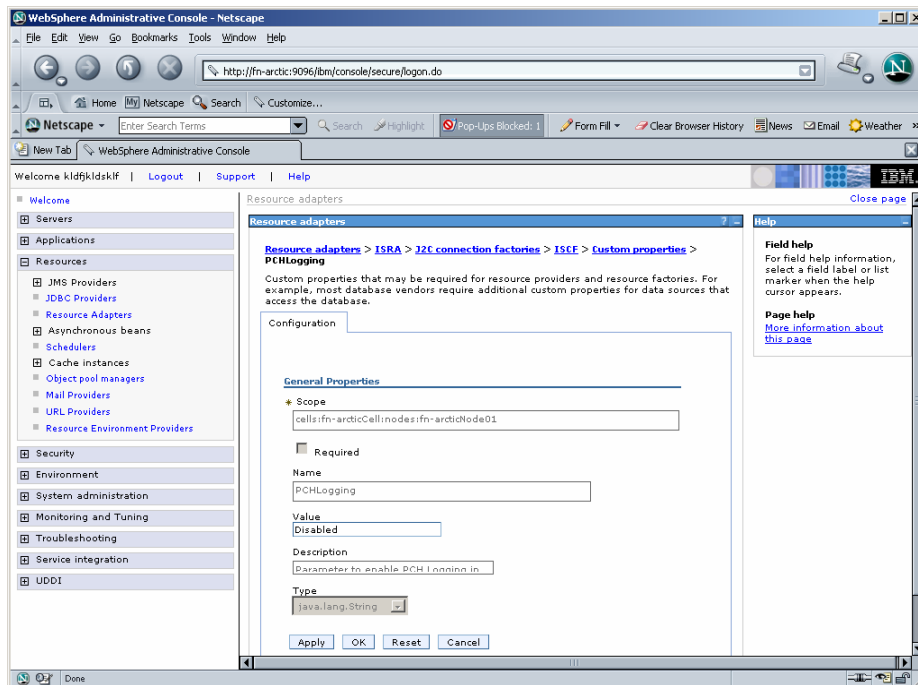 WebSphere Administrative Console - Netscape
File Edit View Go Bookmarks Tools Window Help
http://fn-arctic:9096/ibm/console/secure/logon.do
Home My Netscape Search Customize...
Netscape Enter Search Terms Search Highlight Pop-Ups Blocked: 1 Form Fill Clear Browser History News Email Weather »
New Tab WebSphere Administrative Console
Welcome kldfjkldsklf | Logout | Support | Help IBM.
Welcome
Servers
Applications
Resources
JMS Providers
JDBC Providers
Resource Adapters
Asynchronous beans
Schedulers
Cache instances
Object pool managers
Mail Providers
URL Providers
Resource Environment Providers
Security
Environment
System administration
Monitoring and Tuning
Troubleshooting
Service integration
UDDI
Resource adapters Close page
Resource adapters ? –
Resource adapters > ISRA > J2C connection factories > ISCF > Custom properties >
PCHLogging
Custom properties that may be required for resource providers and resource factories. For
example, most database vendors require additional custom properties for data sources that
access the database.
Configuration
General Properties
* Scope
cells:fn-arcticCell:nodes:fn-arcticNode01
Required
Name
PCHLogging
Value
Disabled
Description
Parameter to enable PCH Logging in
Type
java.lang.String
Apply OK Reset Cancel
Help –
Field help
For field help information,
select a field label or list
marker when the help
cursor appears.
Page help
More information about
this page
Done